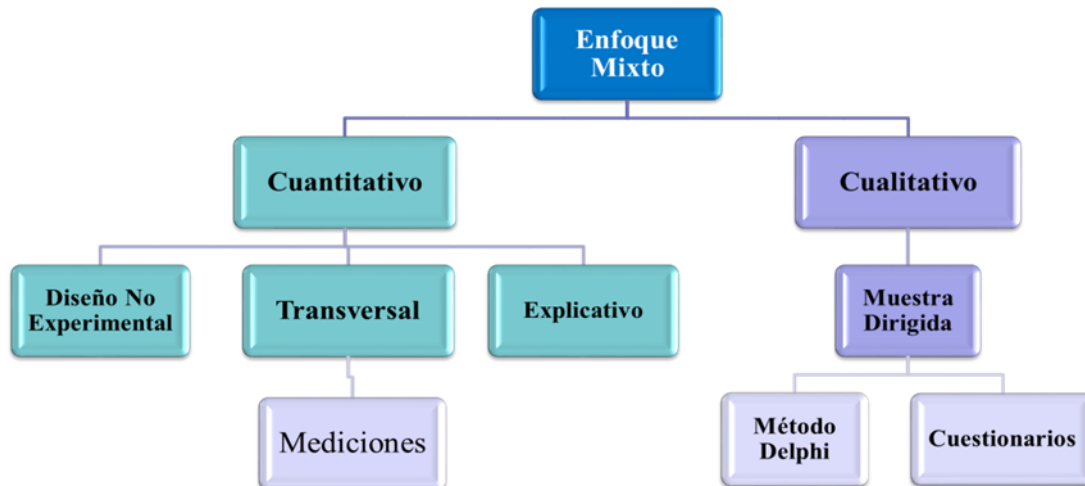 Enfoque
Mixto
Cuantitativo
Cualitativo
Diseño No
Experimental
Transversal
Explicativo
Muestra
Dirigida
Mediciones
Método
Delphi
Cuestionarios